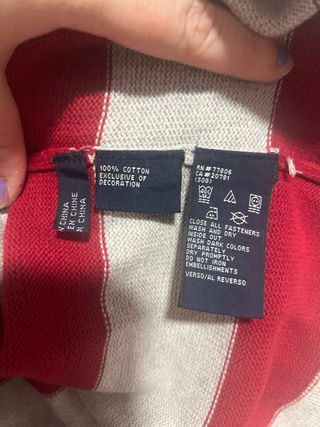 CHINA
EN CHINE
N CHINA
100% COTTON
EXCLUSIVE OF
DECORATION
RN # 77806
CA # 20781
(506)
CLOSE ALL FASTENERS
WASH AND DRY
INSIDE OUT
WASH DARK COLORS
SEPARATELY
DRY PROMPTLY
DO NOT IRON
EMBELLISHMENTS
VERSO/AL REVERSO